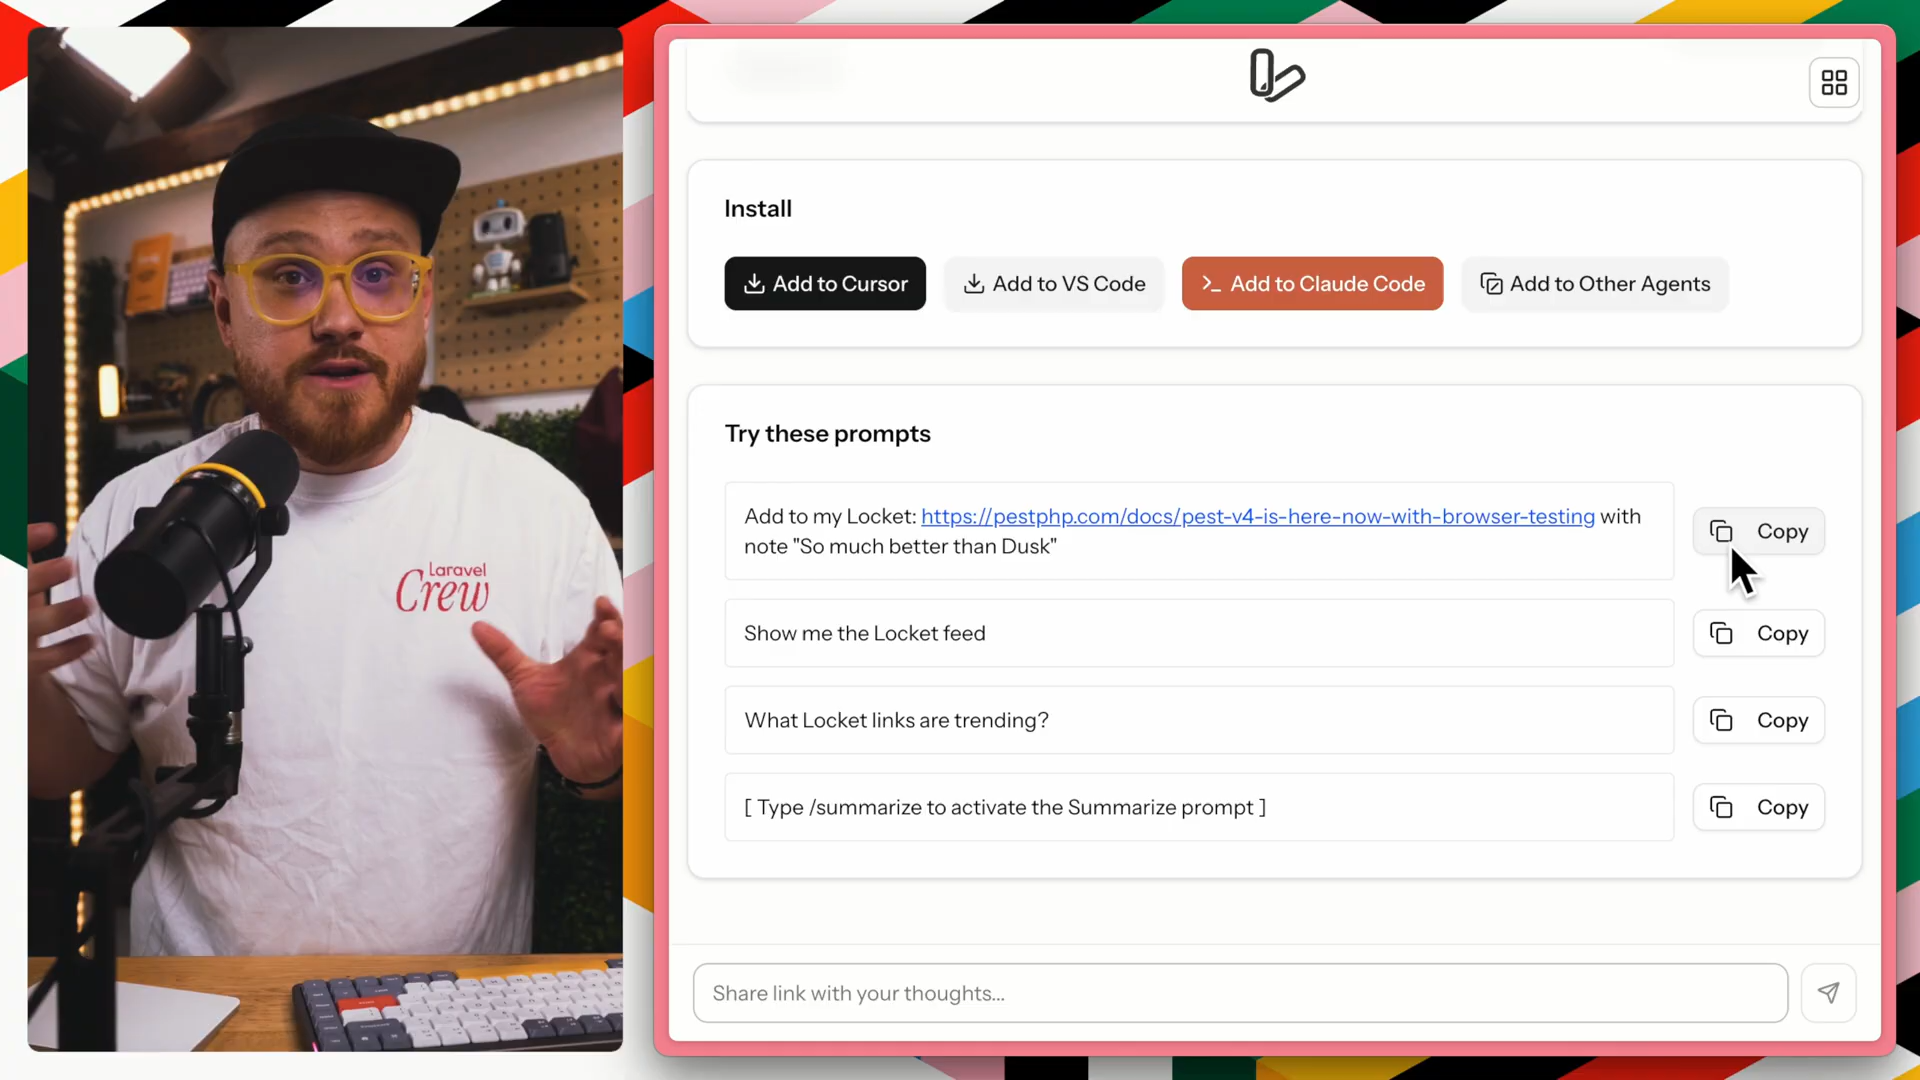 Laravel
Crew
Install
Add to Cursor
Add to VS Code
>_ Add to Claude Code
Add to Other Agents
Try these prompts
Add to my Locket: https://pestphp.com/docs/pest-v4-is-here-now-with-browser-testing with
note "So much better than Dusk"
Copy
Show me the Locket feed
Copy
What Locket links are trending?
Copy
[ Type /summarize to activate the Summarize prompt ]
Copy
Share link with your thoughts...